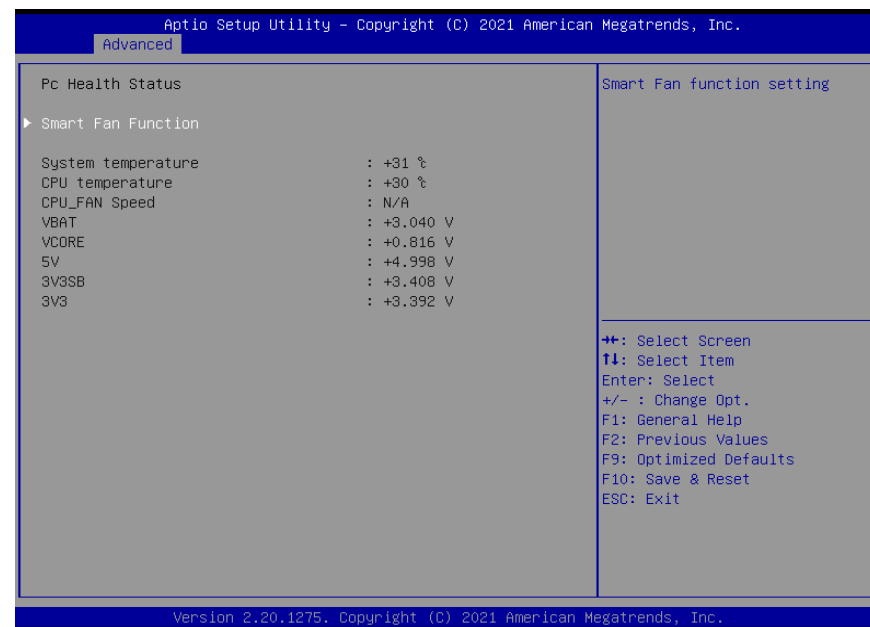 Aptio Setup Utility – Copyright (C) 2021 American Megatrends, Inc.
Advanced
Pc Health Status
Smart Fan Function
System temperature : +31 ℃
CPU temperature : +30 ℃
CPU_FAN Speed : N/A
VBAT : +3.040 V
VCORE : +0.816 V
5V : +4.998 V
3V3SB : +3.408 V
3V3 : +3.392 V
Smart Fan function setting
→←: Select Screen
↑↓: Select Item
Enter: Select
+/- : Change Opt.
F1: General Help
F2: Previous Values
F9: Optimized Defaults
F10: Save & Reset
ESC: Exit
Version 2.20.1275. Copyright (C) 2021 American Megatrends, Inc.